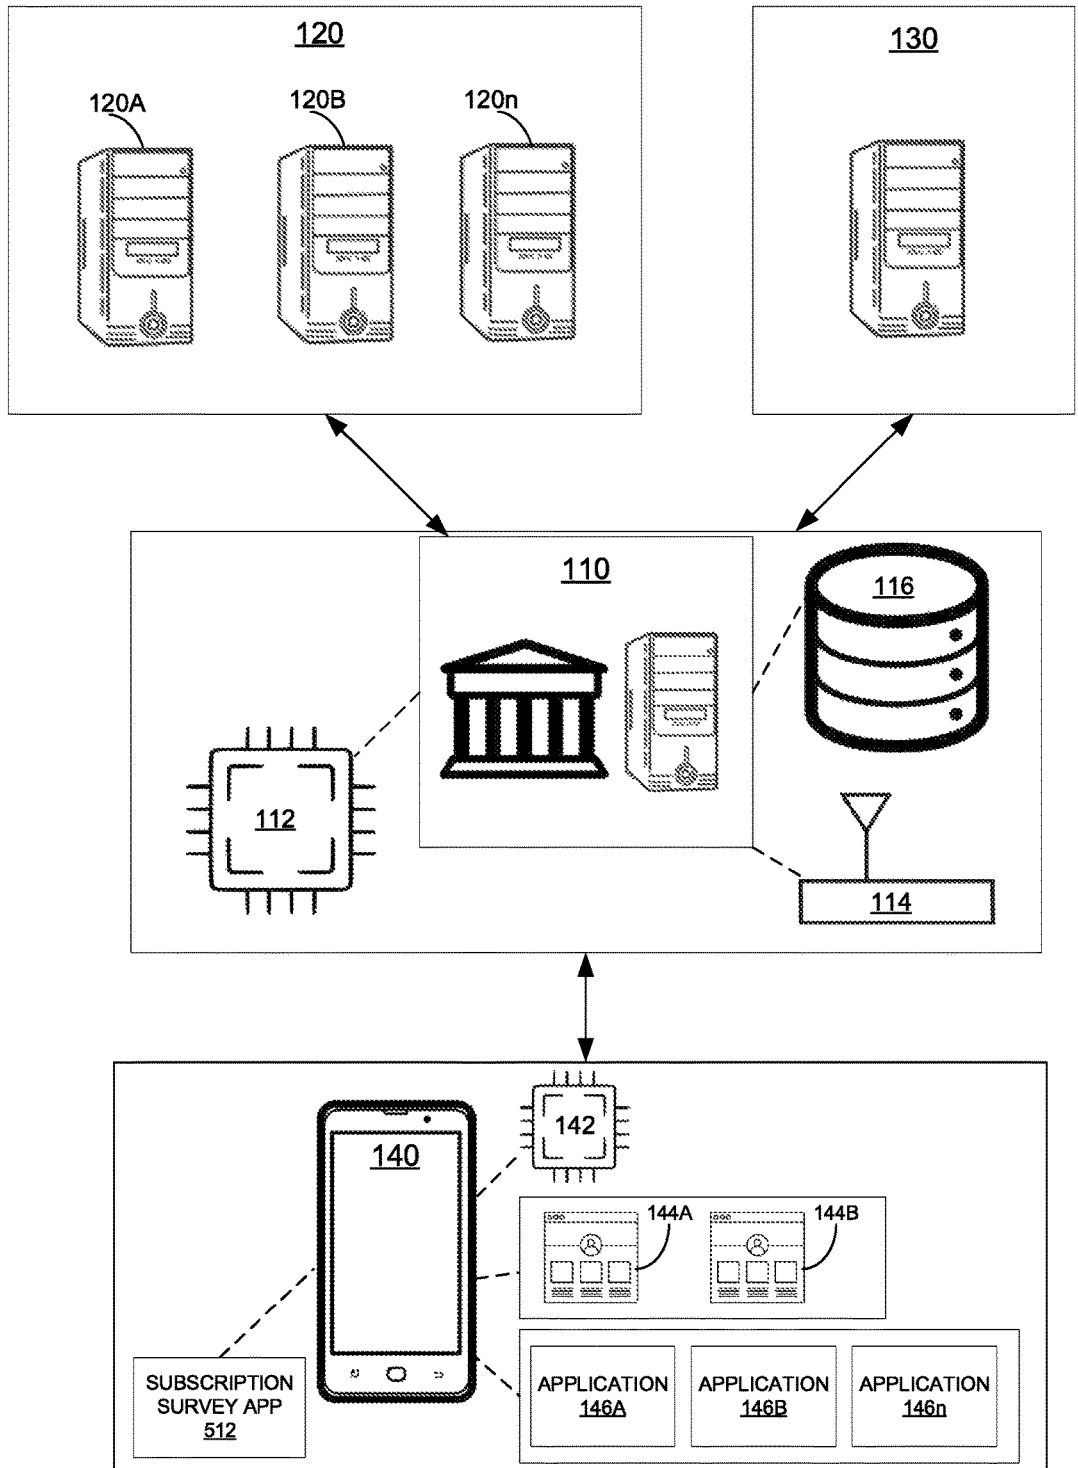 120
130
120A
120B
120n
110
116
112
114
142
140
144A
144B
SUBSCRIPTION
SURVEY APP
512
APPLICATION
146A
APPLICATION
146B
APPLICATION
146n